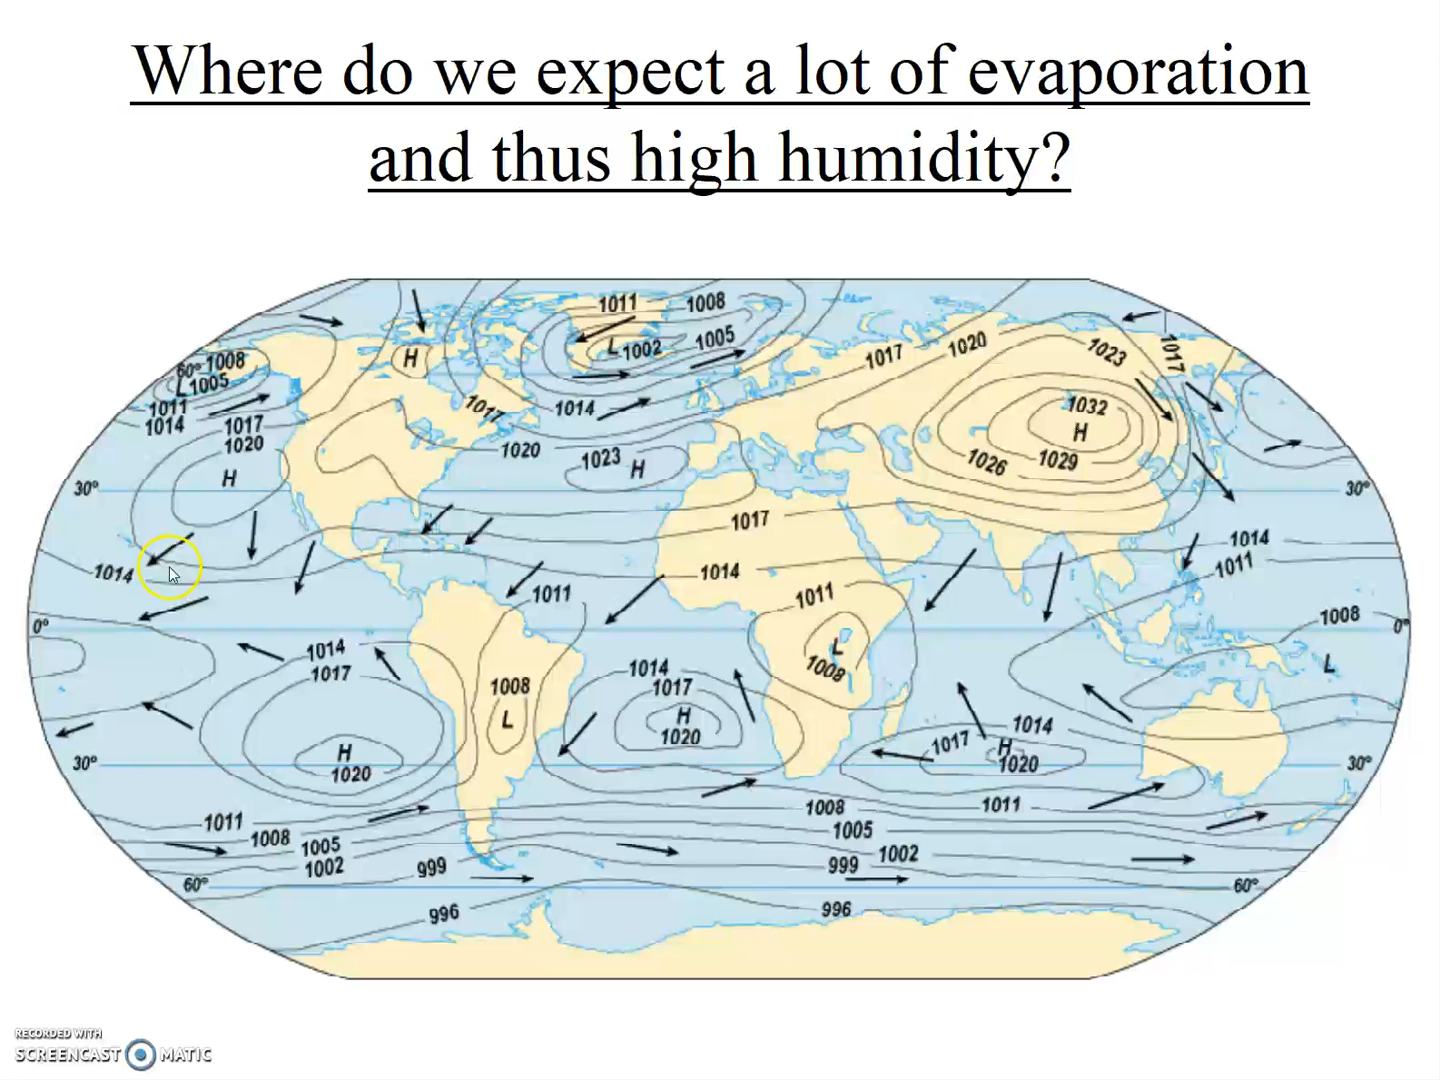 Where do we expect a lot of evaporation
and thus high humidity?
1011 1008
L 1002 1005
H
60° 1008
L 1005
1011
1014 1017
1020
H
1017
1014
1020
1023 H
1017 1020 1023 1017
1032
H
1026 1029
30° 30°
1017
1014 1014 1014
1011
1011 1011
0° 1008 0°
L
1008
L
1014
1017
1008
L
1014
1017
H
1020
H
1020
1014
1017 H
1020
30° 30°
1011 1008 1011
1008 1005 1005
1002 999 999 1002
60° 60°
996 996
RECORDED WITH
SCREENCAST MATIC